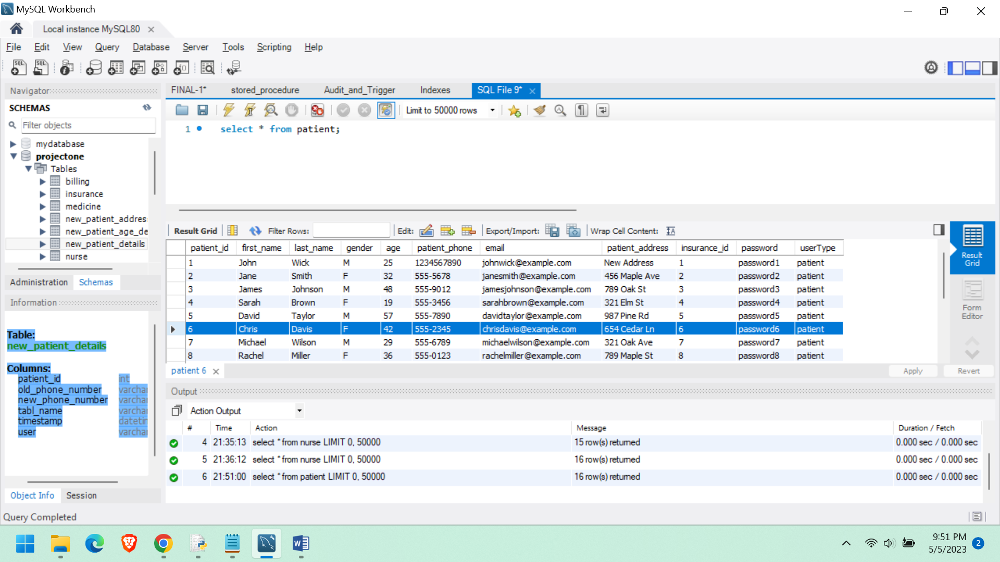 MySQL Workbench
Local instance MySQL80
File Edit View Query Database Server Tools Scripting Help
Navigator
SCHEMAS
Filter objects
mydatabase
projectone
Tables
billing
insurance
medicine
new_patient_addres
new_patient_age_de
new_patient_details
nurse
Administration Schemas
Information
Table:
new_patient_details
Columns:
patient_id int
old_phone_number varchar
new_phone_number varchar
tabl_name varchar
timestamp datetin
user varchar
Object Info Session
FINAL-1* stored_procedure Audit_and_Trigger Indexes SQL File 9*
Limit to 50000 rows
1 select * from patient;
Result Grid Filter Rows: Edit: Export/Import: Wrap Cell Content:
patient_id first_name last_name gender age patient_phone email patient_address insurance_id password userType
1 John Wick M 25 1234567890 johnwick@example.com New Address 1 password1 patient
2 Jane Smith F 32 555-5678 janesmith@example.com 456 Maple Ave 2 password2 patient
3 James Johnson M 48 555-9012 jamesjohnson@example.com 789 Oak St 3 password3 patient
4 Sarah Brown F 19 555-3456 sarahbrown@example.com 321 Elm St 4 password4 patient
5 David Taylor M 57 555-7890 davidtaylor@example.com 987 Pine Rd 5 password5 patient
6 Chris Davis F 42 555-2345 chrisdavis@example.com 654 Cedar Ln 6 password6 patient
7 Michael Wilson M 29 555-6789 michaelwilson@example.com 321 Oak Ave 7 password7 patient
8 Rachel Miller F 36 555-0123 rachelmiller@example.com 789 Maple St 8 password8 patient
Result
Grid
Form
Editor
patient 6 Apply Revert
Output
Action Output
# Time Action Message Duration / Fetch
4 21:35:13 select * from nurse LIMIT 0, 50000 15 row(s) returned 0.000 sec / 0.000 sec
5 21:36:12 select * from nurse LIMIT 0, 50000 16 row(s) returned 0.000 sec / 0.000 sec
6 21:51:00 select * from patient LIMIT 0, 50000 16 row(s) returned 0.000 sec / 0.000 sec
Query Completed
9:51 PM
5/5/2023
2